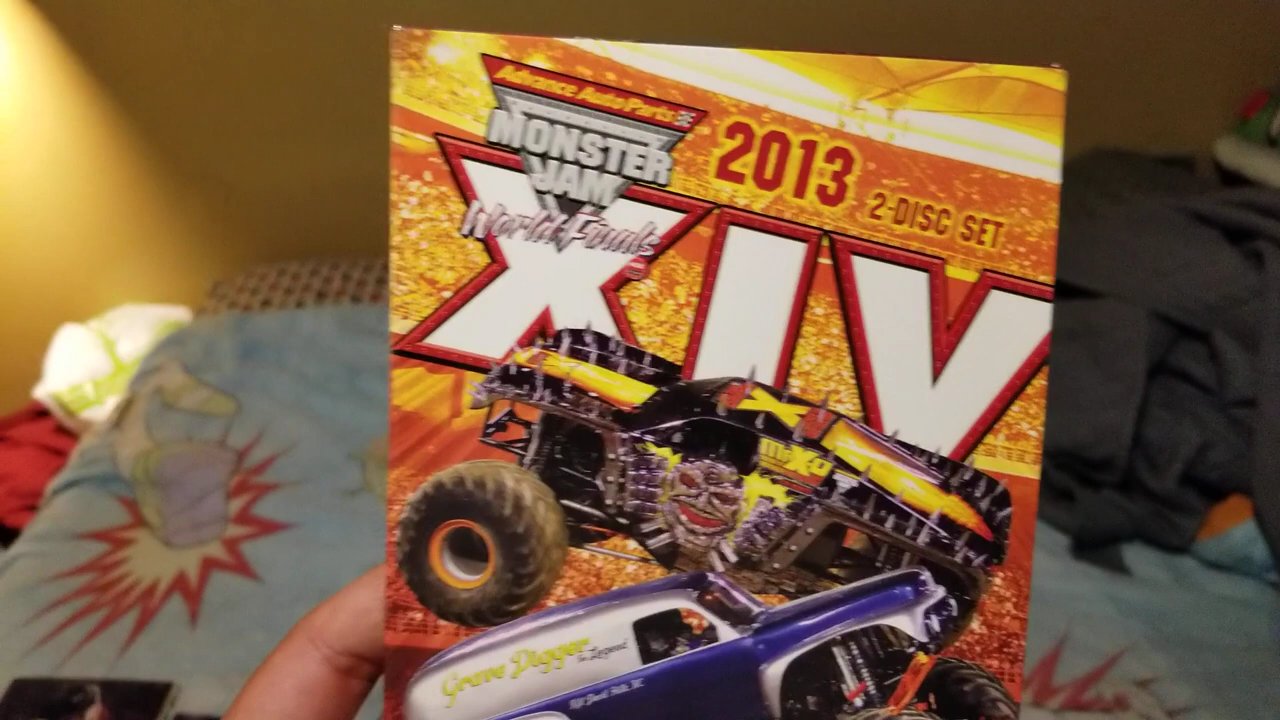 Advance Auto Parts
MONSTER
JAM
World Finals
2013
2-DISC SET
XIV
Grave Digger
The Legend